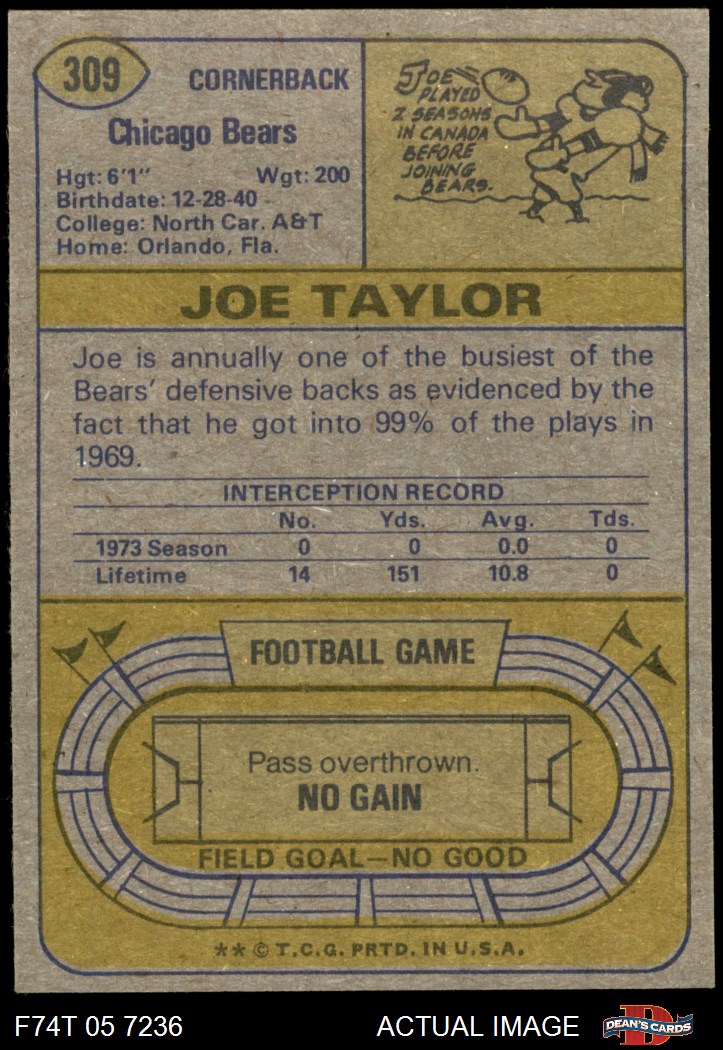 309
CORNERBACK
Chicago Bears
Hgt: 6'1" Wgt: 200
Birthdate: 12-28-40
College: North Car. A&T
Home: Orlando, Fla.
JOE
PLAYED
2 SEASONS
IN CANADA
BEFORE
JOINING
BEARS.
JOE TAYLOR
Joe is annually one of the busiest of the
Bears' defensive backs as evidenced by the
fact that he got into 99% of the plays in
1969.
INTERCEPTION RECORD
No. Yds. Avg. Tds.
1973 Season 0 0 0.0 0
Lifetime 14 151 10.8 0
FOOTBALL GAME
Pass overthrown.
NO GAIN
FIELD GOAL—NO GOOD
** © T.C.G. PRTD. IN U.S.A.
F74T 05 7236 ACTUAL IMAGE DEAN'S CARDS